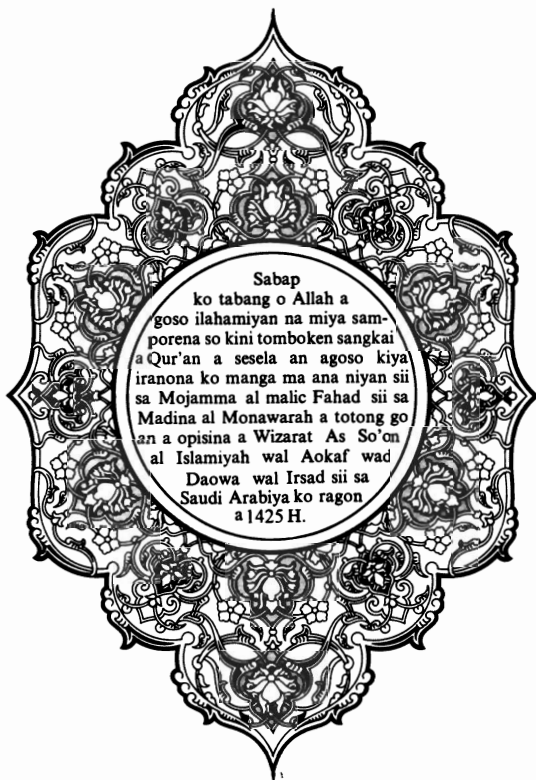 Sabap
ko tabang o Allah a
goso ilahamiyan na miya sam-
porena so kini tomboken sangkai
a Qur'an a sesela an agoso kiya
iranona ko manga ma ana niyan sii
sa Mojamma al malic Fahad sii sa
Madina al Monawarah a totong go
an a opisina a Wizarat As So'on
al Islamiyah wal Aokaf wad
Daowa wal Irsad sii sa
Saudi Arabiya ko ragon
a 1425 H.